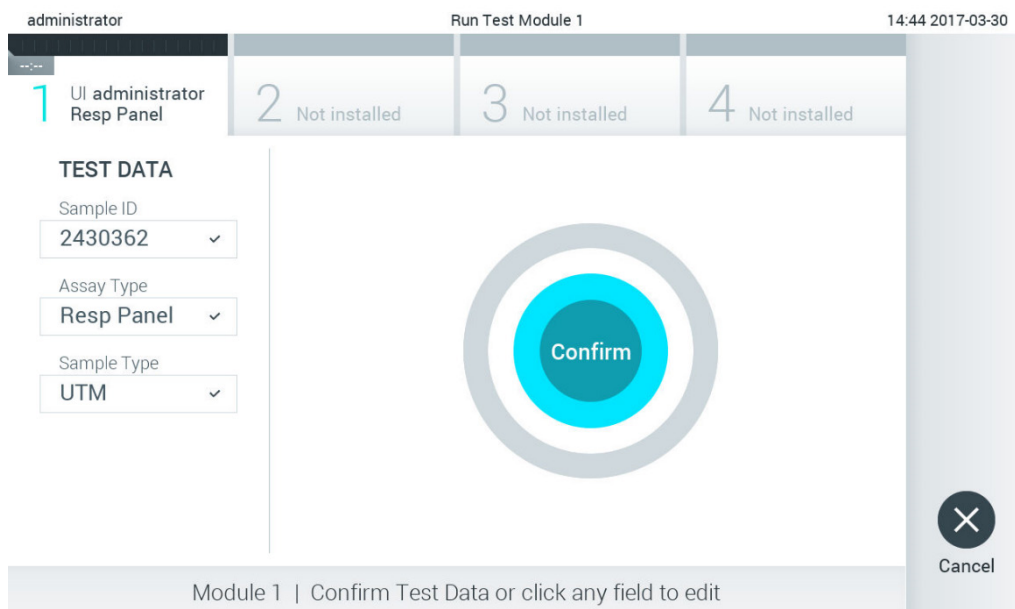 administrator Run Test Module 1 14:44 2017-03-30
--:--
1 UI administrator
Resp Panel
2 Not installed
3 Not installed
4 Not installed
TEST DATA
Sample ID
2430362
Assay Type
Resp Panel
Sample Type
UTM
Confirm
Cancel
Module 1 | Confirm Test Data or click any field to edit